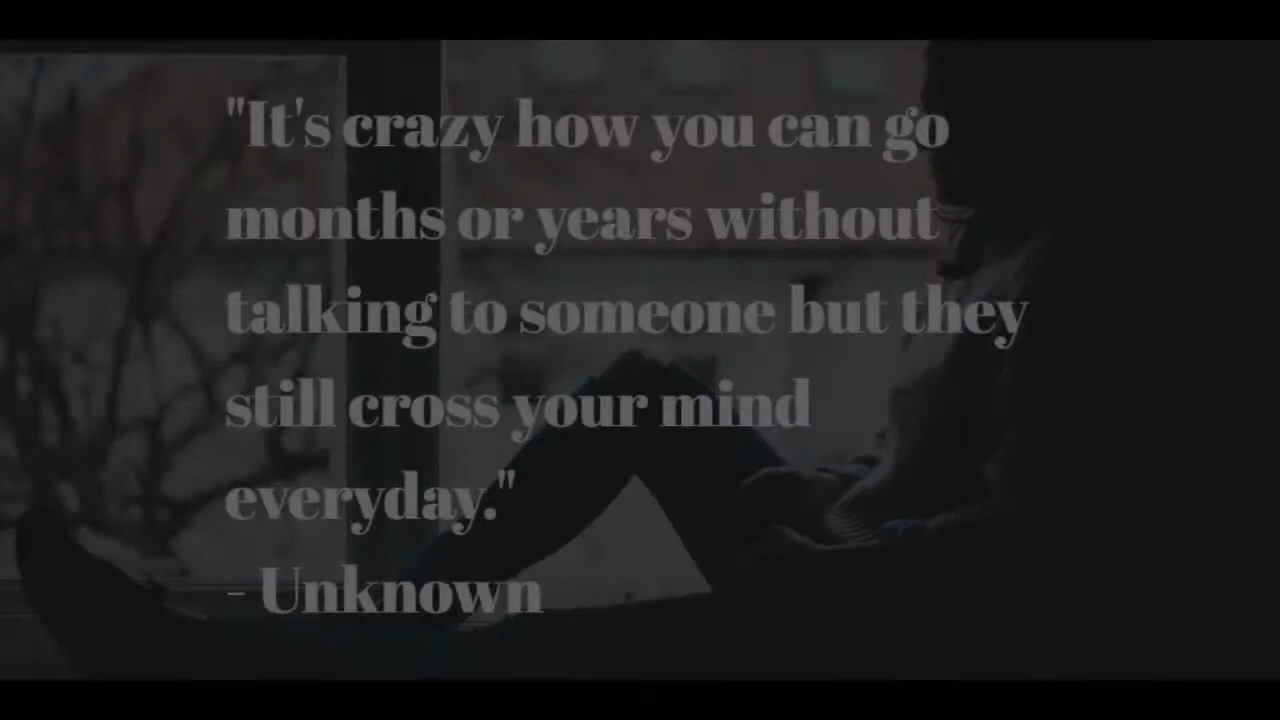 "It's crazy how you can go
months or years without
talking to someone but they
still cross your mind
everyday."
- Unknown